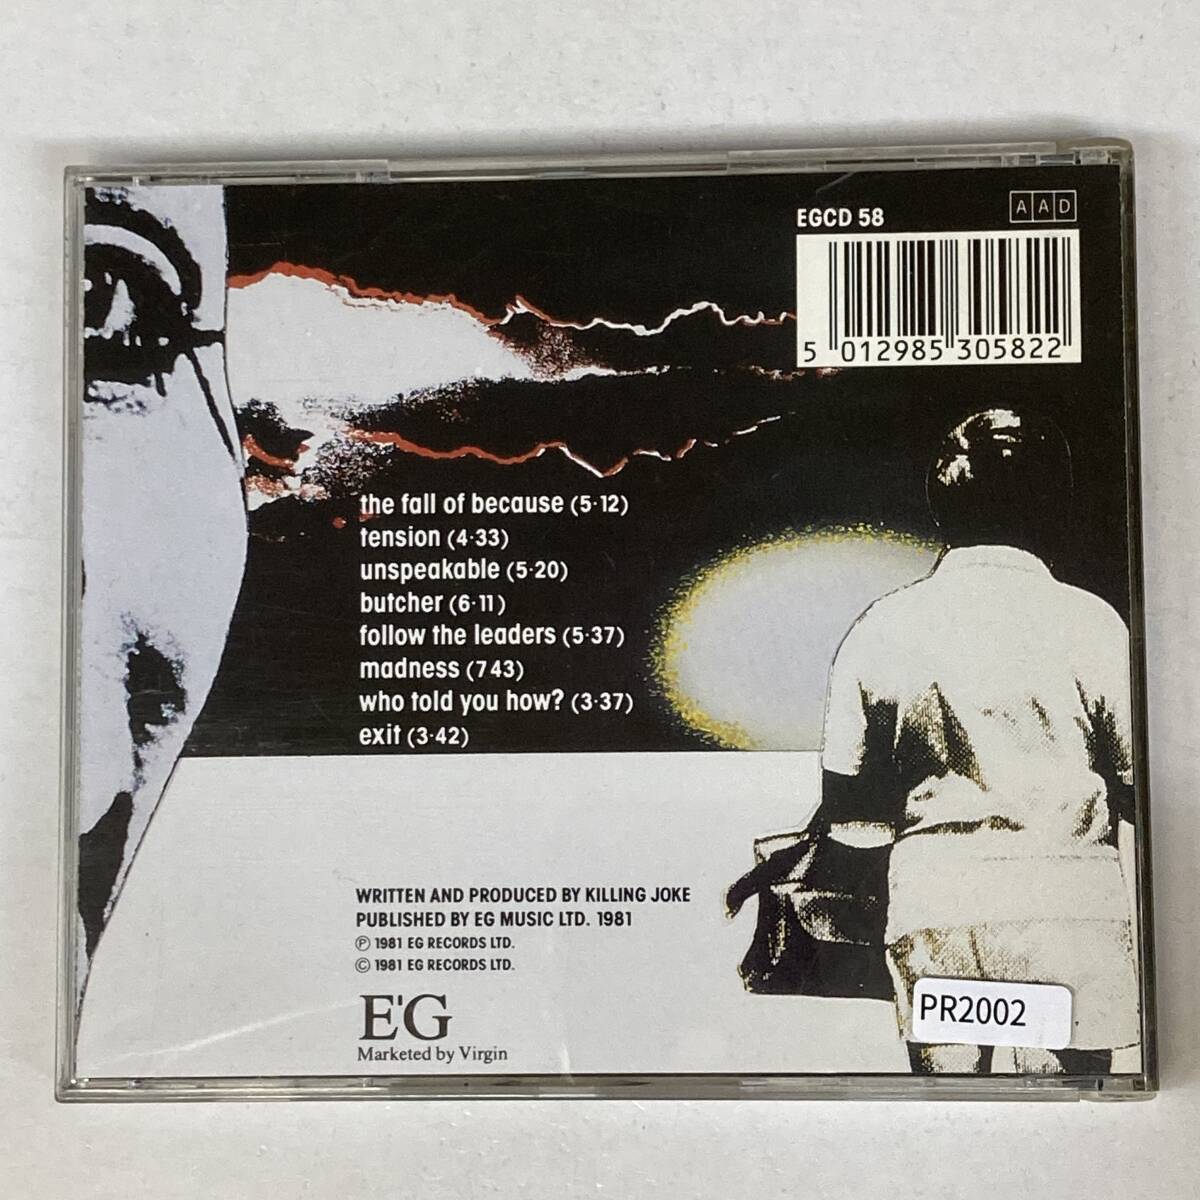 EGCD 58
AAD
5 012985 305822
the fall of because (5·12)
tension (4·33)
unspeakable (5·20)
butcher (6·11)
follow the leaders (5·37)
madness (7 43)
who told you how? (3·37)
exit (3·42)
WRITTEN AND PRODUCED BY KILLING JOKE
PUBLISHED BY EG MUSIC LTD. 1981
℗ 1981 EG RECORDS LTD.
© 1981 EG RECORDS LTD.
E'G
Marketed by Virgin
PR2002